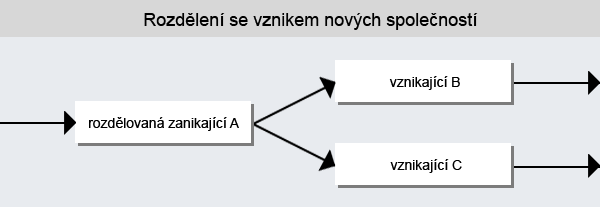 Rozdělení se vznikem nových společností
vznikající B
rozdělovaná zanikající A
vznikající C